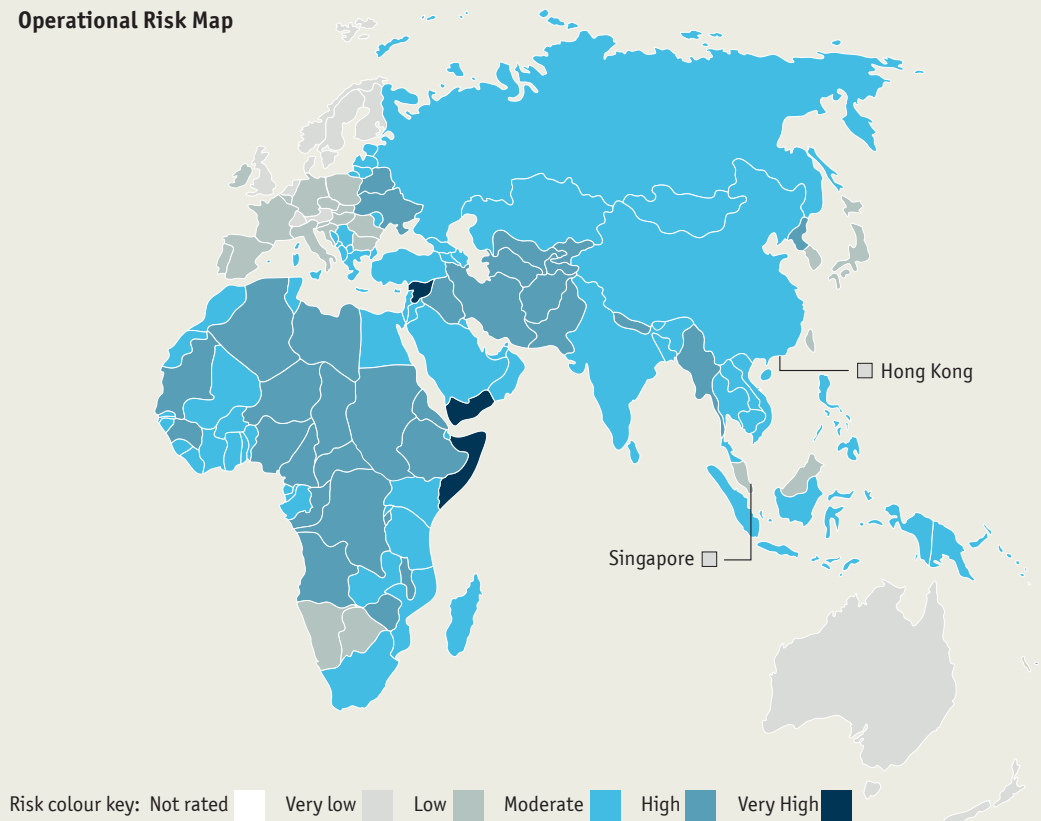 Operational Risk Map
Hong Kong
Singapore
Risk colour key: Not rated Very low Low Moderate High Very High